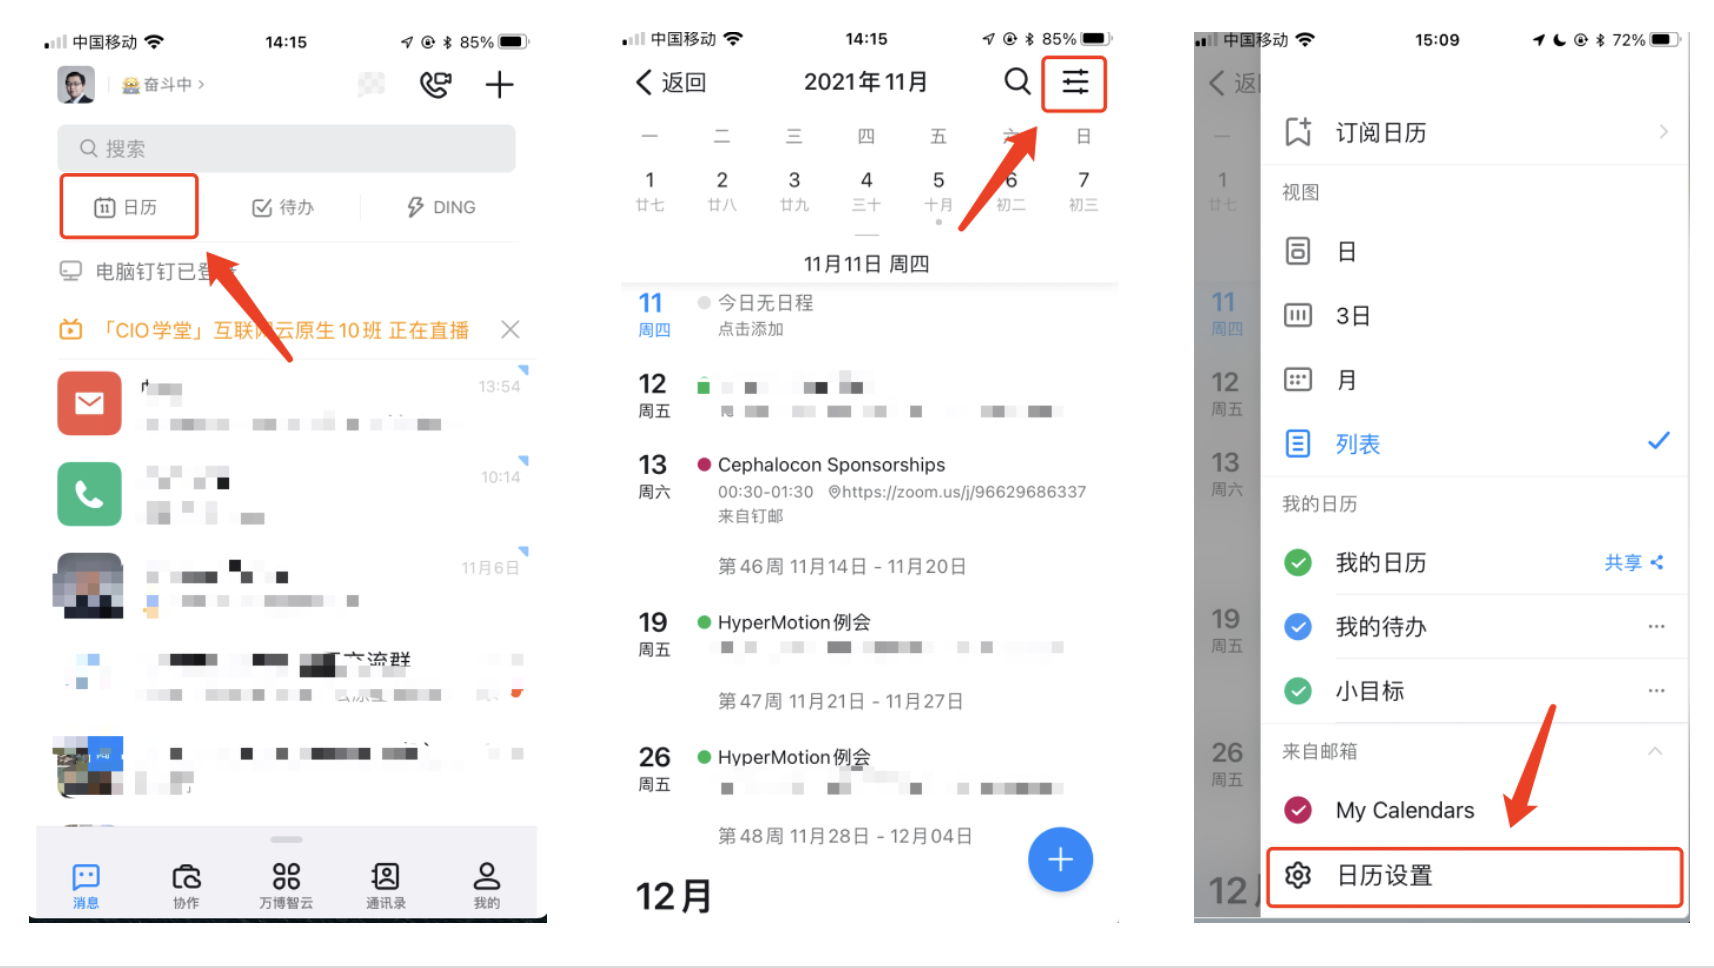 中国移动 14:15 85%
奋斗中 >
搜索
11 日历 待办 DING
电脑钉钉已登
「CIO学堂」互联网云原生10班 正在直播
13:54
10:14
11月6日
交流群
消息 协作 万博智云 通讯录 我的
中国移动 14:15 85%
返回 2021年11月
一 二 三 四 五 六 日
1 2 3 4 5 6 7
廿七 廿八 廿九 三十 十月 初二 初三
11月11日 周四
11 今日无日程
周四 点击添加
12
周五
13 Cephalocon Sponsorships
周六 00:30-01:30 https://zoom.us/j/96629686337
来自钉邮
第46周 11月14日 - 11月20日
19 HyperMotion例会
周五
第47周 11月21日 - 11月27日
26 HyperMotion例会
周五
第48周 11月28日 - 12月04日
12月
中国移动 15:09 72%
返
一
1
廿七
11
周四
12
周五
13
周六
19
周五
26
周五
12
订阅日历
视图
日
3日
月
列表
我的日历
我的日历 共享
我的待办 ···
小目标 ···
来自邮箱
My Calendars
日历设置